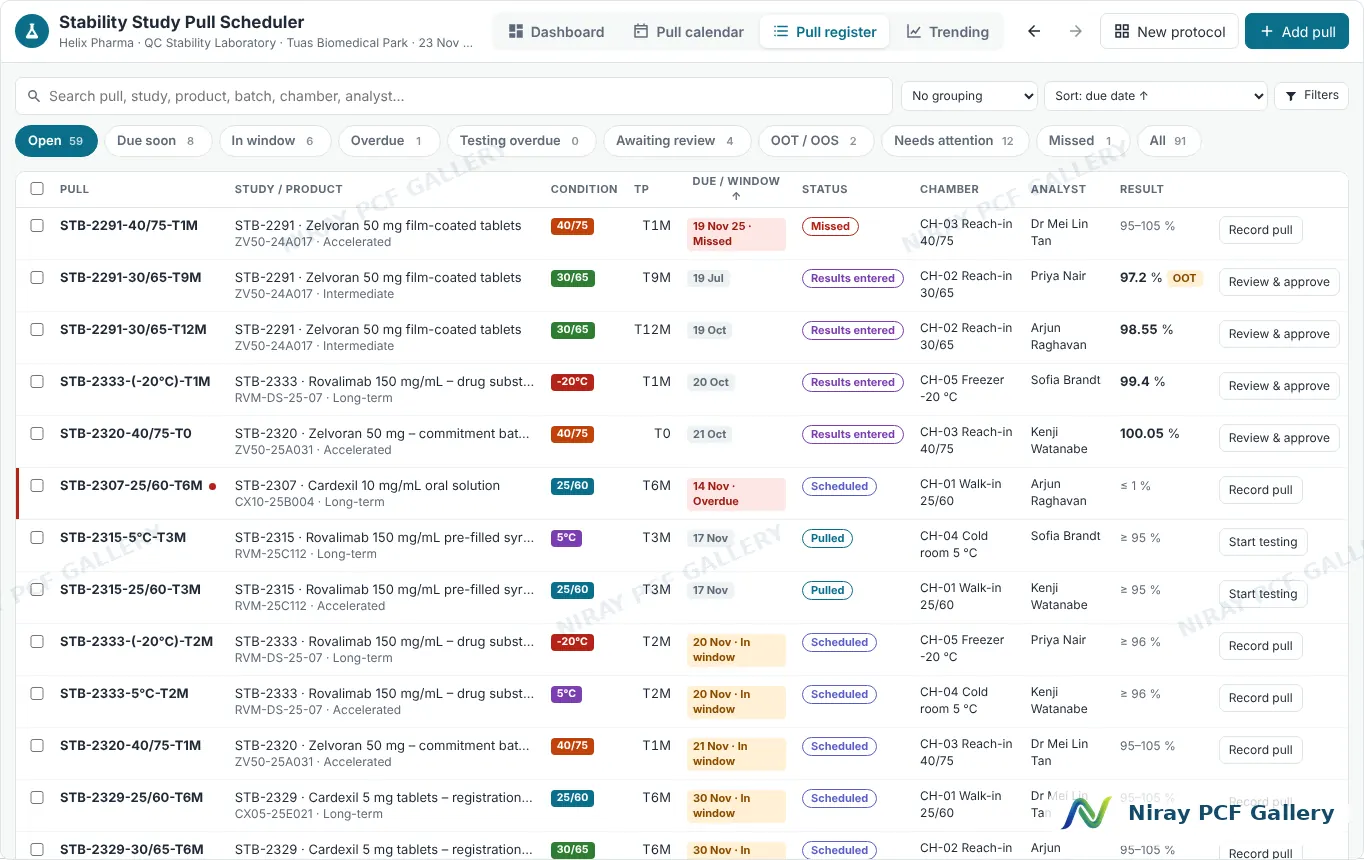 Stability Study Pull Scheduler
Helix Pharma · QC Stability Laboratory · Tuas Biomedical Park · 23 Nov ...
Dashboard
Pull calendar
Pull register
Trending
New protocol
+ Add pull
Search pull, study, product, batch, chamber, analyst...
No grouping
Sort: due date ↑
Filters
Open 59
Due soon 8
In window 6
Overdue 1
Testing overdue 0
Awaiting review 4
OOT / OOS 2
Needs attention 12
Missed 1
All 91
PULL STUDY / PRODUCT CONDITION TP DUE / WINDOW ↑ STATUS CHAMBER ANALYST RESULT
STB-2291-40/75-T1M STB-2291 · Zelvoran 50 mg film-coated tablets 40/75 T1M 19 Nov 25 · Missed CH-03 Reach-in Dr Mei Lin 95–105 % Record pull
ZV50-24A017 · Accelerated Missed 40/75 Tan
STB-2291-30/65-T9M STB-2291 · Zelvoran 50 mg film-coated tablets 30/65 T9M 19 Jul Results entered CH-02 Reach-in Priya Nair 97.2 % OOT Review & approve
ZV50-24A017 · Intermediate 30/65
STB-2291-30/65-T12M STB-2291 · Zelvoran 50 mg film-coated tablets 30/65 T12M 19 Oct Results entered CH-02 Reach-in Arjun 98.55 % Review & approve
ZV50-24A017 · Intermediate 30/65 Raghavan
STB-2333-(-20°C)-T1M STB-2333 · Rovalimab 150 mg/mL – drug subst... -20°C T1M 20 Oct Results entered CH-05 Freezer Sofia Brandt 99.4 % Review & approve
RVM-DS-25-07 · Long-term -20 °C
STB-2320-40/75-T0 STB-2320 · Zelvoran 50 mg – commitment bat... 40/75 T0 21 Oct Results entered CH-03 Reach-in Kenji 100.05 % Review & approve
ZV50-25A031 · Accelerated 40/75 Watanabe
STB-2307-25/60-T6M STB-2307 · Cardexil 10 mg/mL oral solution 25/60 T6M 14 Nov · Scheduled CH-01 Walk-in Arjun ≤ 1 % Record pull
CX10-25B004 · Long-term Overdue 25/60 Raghavan
STB-2315-5°C-T3M STB-2315 · Rovalimab 150 mg/mL pre-filled syr... 5°C T3M 17 Nov Pulled CH-04 Cold Sofia Brandt ≥ 95 % Start testing
RVM-25C112 · Long-term room 5 °C
STB-2315-25/60-T3M STB-2315 · Rovalimab 150 mg/mL pre-filled syr... 25/60 T3M 17 Nov Pulled CH-01 Walk-in Kenji ≥ 95 % Start testing
RVM-25C112 · Accelerated 25/60 Watanabe
STB-2333-(-20°C)-T2M STB-2333 · Rovalimab 150 mg/mL – drug subst... -20°C T2M 20 Nov · In Scheduled CH-05 Freezer Priya Nair ≥ 96 % Record pull
RVM-DS-25-07 · Long-term window -20 °C
STB-2333-5°C-T2M STB-2333 · Rovalimab 150 mg/mL – drug subst... 5°C T2M 20 Nov · In Scheduled CH-04 Cold Kenji ≥ 96 % Record pull
RVM-DS-25-07 · Accelerated window room 5 °C Watanabe
STB-2320-40/75-T1M STB-2320 · Zelvoran 50 mg – commitment bat... 40/75 T1M 21 Nov · In Scheduled CH-03 Reach-in Dr Mei Lin 95–105 % Record pull
ZV50-25A031 · Accelerated window 40/75 Tan
STB-2329-25/60-T6M STB-2329 · Cardexil 5 mg tablets – registration... 25/60 T6M 30 Nov · In Scheduled CH-01 Walk-in Dr Mei Lin 95–105 % Record pull
CX05-25E021 · Long-term window 25/60 Tan
STB-2329-30/65-T6M STB-2329 · Cardexil 5 mg tablets – registration... 30/65 T6M 30 Nov · In Scheduled CH-02 Reach-in Arjun 95–105 % Record pull
Niray PCF Gallery
NIRAY PCF GALLERY